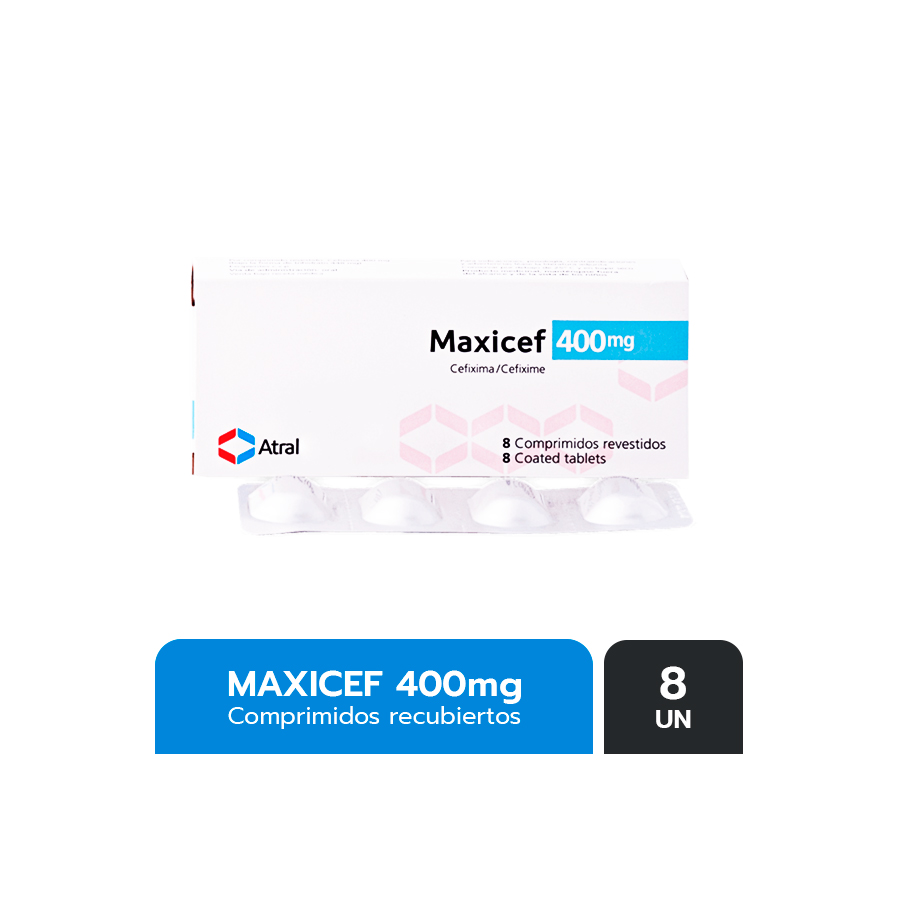 Maxicef 400mg
Cefixima/Cefixime
Atral
8 Comprimidos revestidos
8 Coated tablets
MAXICEF 400mg
Comprimidos recubiertos
8
UN